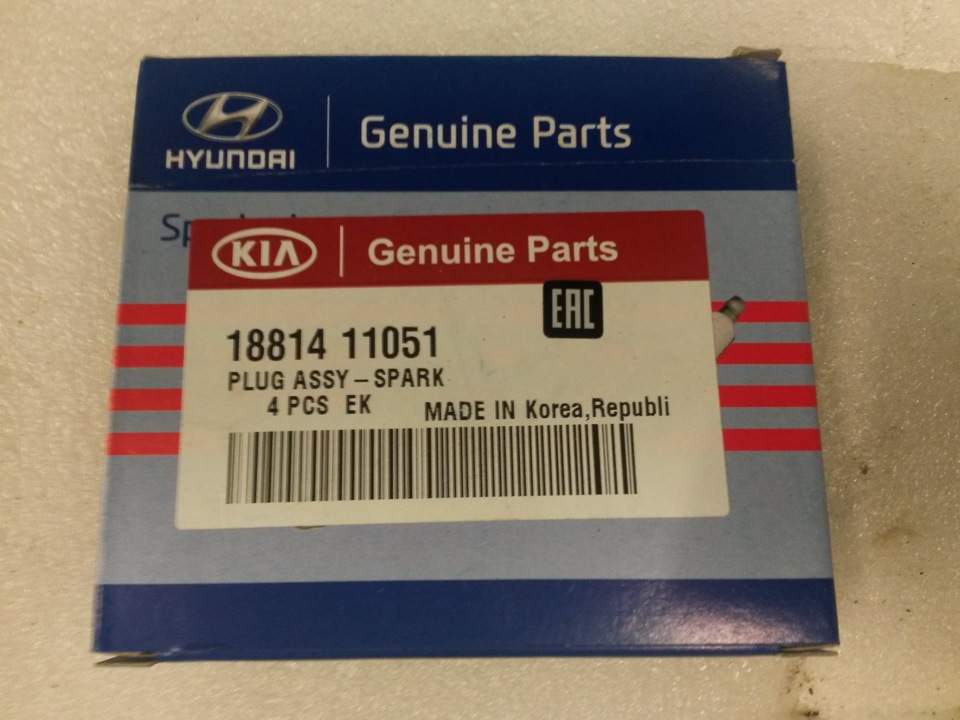 HYUNDAI
Genuine Parts
KIA
Genuine Parts
EAC
18814 11051
PLUG ASSY – SPARK
4 PCS EK
MADE IN Korea,Republi